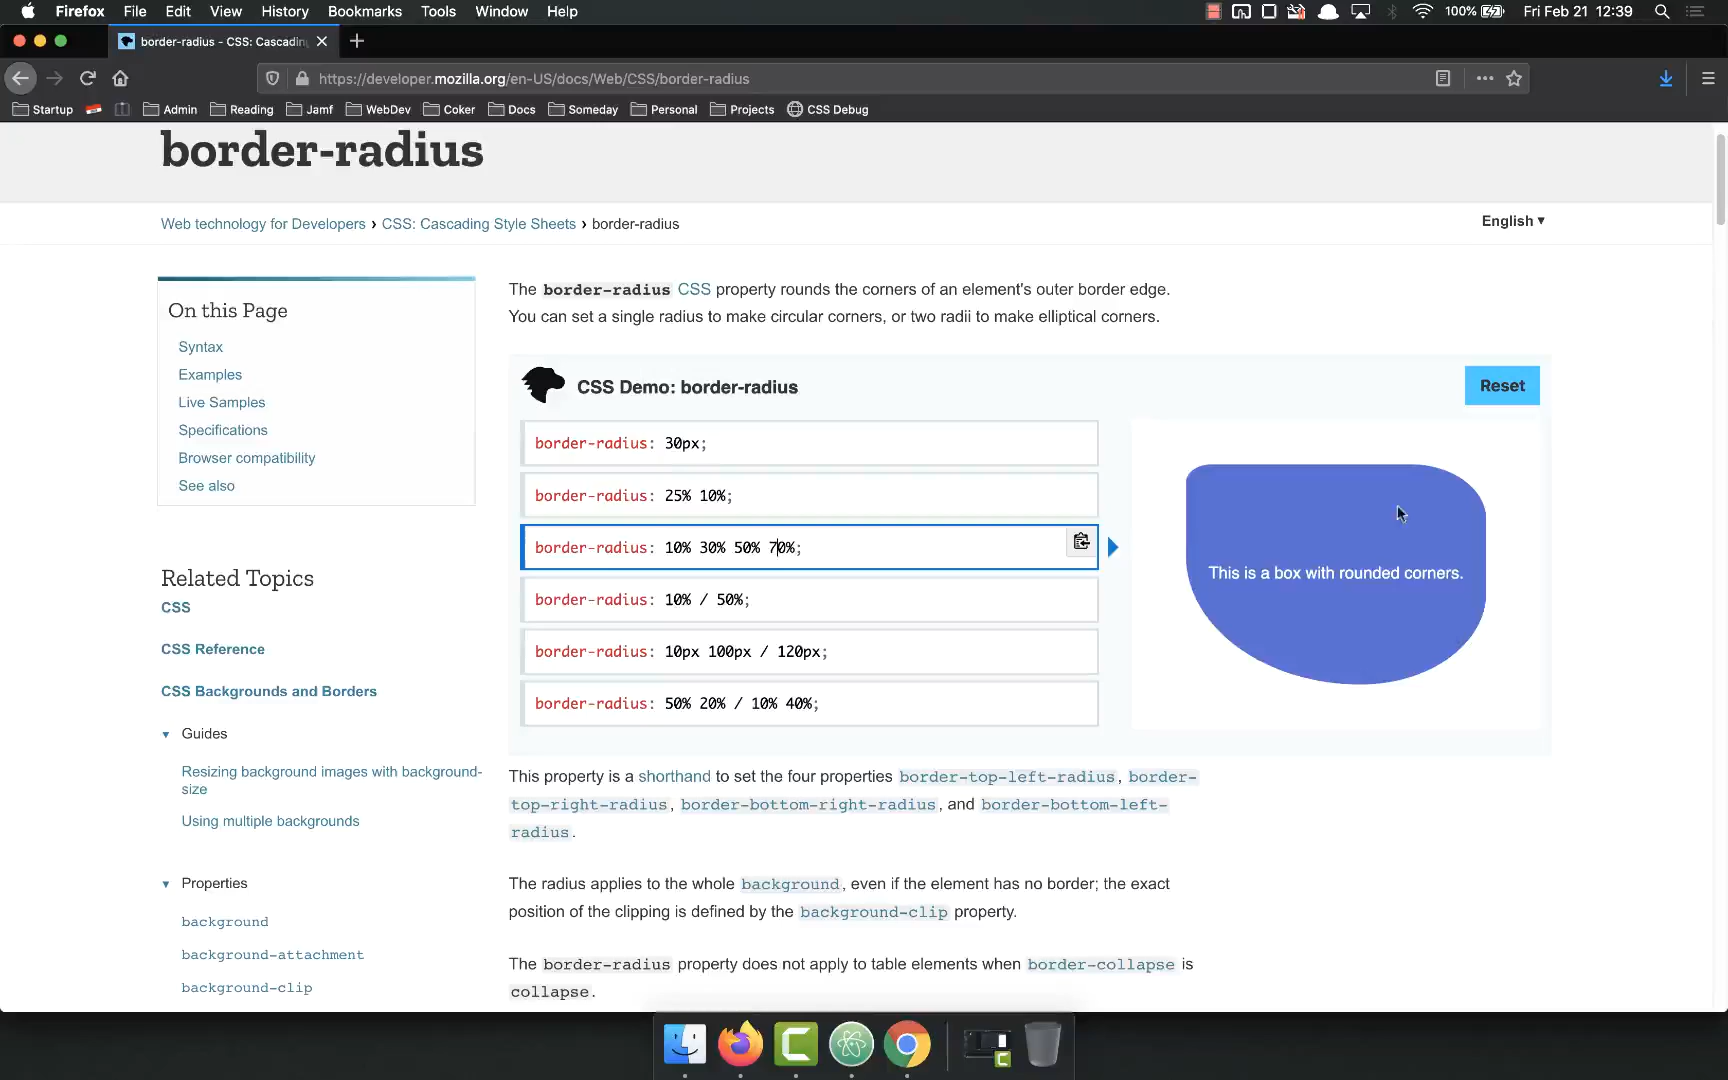 Firefox File Edit View History Bookmarks Tools Window Help 100% Fri Feb 21 12:39
border-radius - CSS: Cascading
https://developer.mozilla.org/en-US/docs/Web/CSS/border-radius
Startup Admin Reading Jamf WebDev Coker Docs Someday Personal Projects CSS Debug
border-radius
Web technology for Developers › CSS: Cascading Style Sheets › border-radius
English ▼
On this Page
Syntax
Examples
Live Samples
Specifications
Browser compatibility
See also
Related Topics
CSS
CSS Reference
CSS Backgrounds and Borders
▼ Guides
Resizing background images with background-
size
Using multiple backgrounds
▼ Properties
background
background-attachment
background-clip
The border-radius CSS property rounds the corners of an element's outer border edge.
You can set a single radius to make circular corners, or two radii to make elliptical corners.
CSS Demo: border-radius
Reset
border-radius: 30px;
border-radius: 25% 10%;
border-radius: 10% 30% 50% 70%;
border-radius: 10% / 50%;
border-radius: 10px 100px / 120px;
border-radius: 50% 20% / 10% 40%;
This is a box with rounded corners.
This property is a shorthand to set the four properties border-top-left-radius, border-
top-right-radius, border-bottom-right-radius, and border-bottom-left-
radius.
The radius applies to the whole background, even if the element has no border; the exact
position of the clipping is defined by the background-clip property.
The border-radius property does not apply to table elements when border-collapse is
collapse.